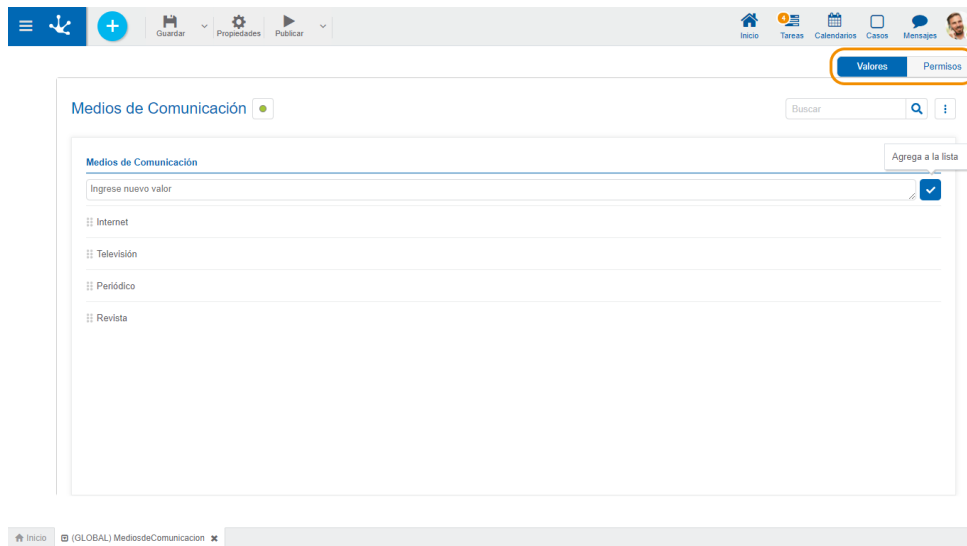 Guardar Propiedades Publicar
4
Inicio Tareas Calendarios Casos Mensajes
Valores Permisos
Medios de Comunicación
Buscar
Agrega a la lista
Medios de Comunicación
Ingrese nuevo valor
Internet
Televisión
Periódico
Revista
Inicio (GLOBAL) MediosdeComunicacion